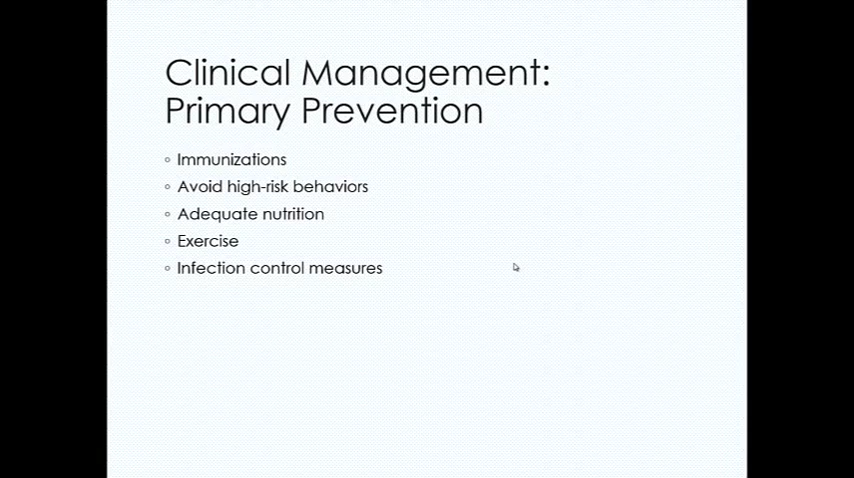 Clinical Management:
Primary Prevention
◦ Immunizations
◦ Avoid high-risk behaviors
◦ Adequate nutrition
◦ Exercise
◦ Infection control measures